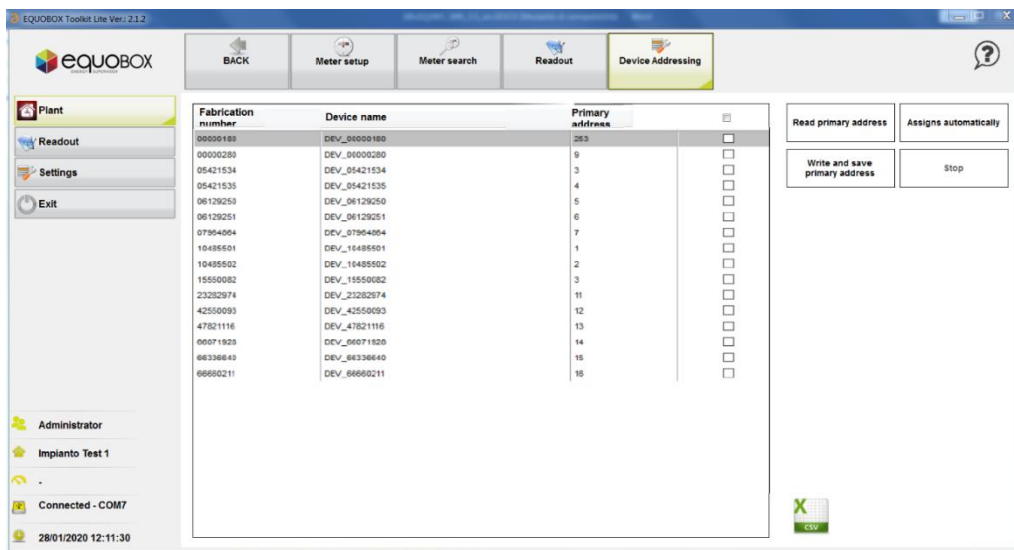 EQUOBOX Toolkit Lite Ver.: 2.1.2
equobox
ENERGY SUPERVISOR
BACK
Meter setup
Meter search
Readout
Device Addressing
Plant
Readout
Settings
Exit
Fabrication number Device name Primary address
00000180 DEV_00000180 253
00000280 DEV_00000280 9
05421534 DEV_05421534 3
05421535 DEV_05421535 4
06129250 DEV_06129250 5
06129251 DEV_06129251 6
07964864 DEV_07964864 7
10485501 DEV_10485501 1
10485502 DEV_10485502 2
15550082 DEV_15550082 3
23282974 DEV_23282974 11
42550093 DEV_42550093 12
47821116 DEV_47821116 13
66071928 DEV_66071928 14
66336640 DEV_66336640 15
66660211 DEV_66660211 16
Read primary address
Assigns automatically
Write and save
primary address
Stop
Administrator
Impianto Test 1
-
Connected - COM7
28/01/2020 12:11:30
X
CSV